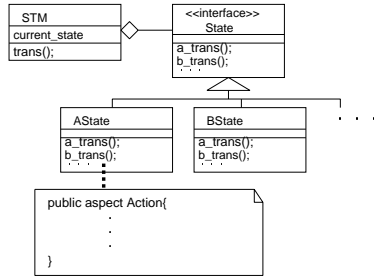 STM
current_state
trans();
<<interface>>
State
a_trans();
b_trans();
. . .
AState
a_trans();
b_trans();
. . .
BState
a_trans();
b_trans();
. . .
. . .
public aspect Action{
.
.
.
}